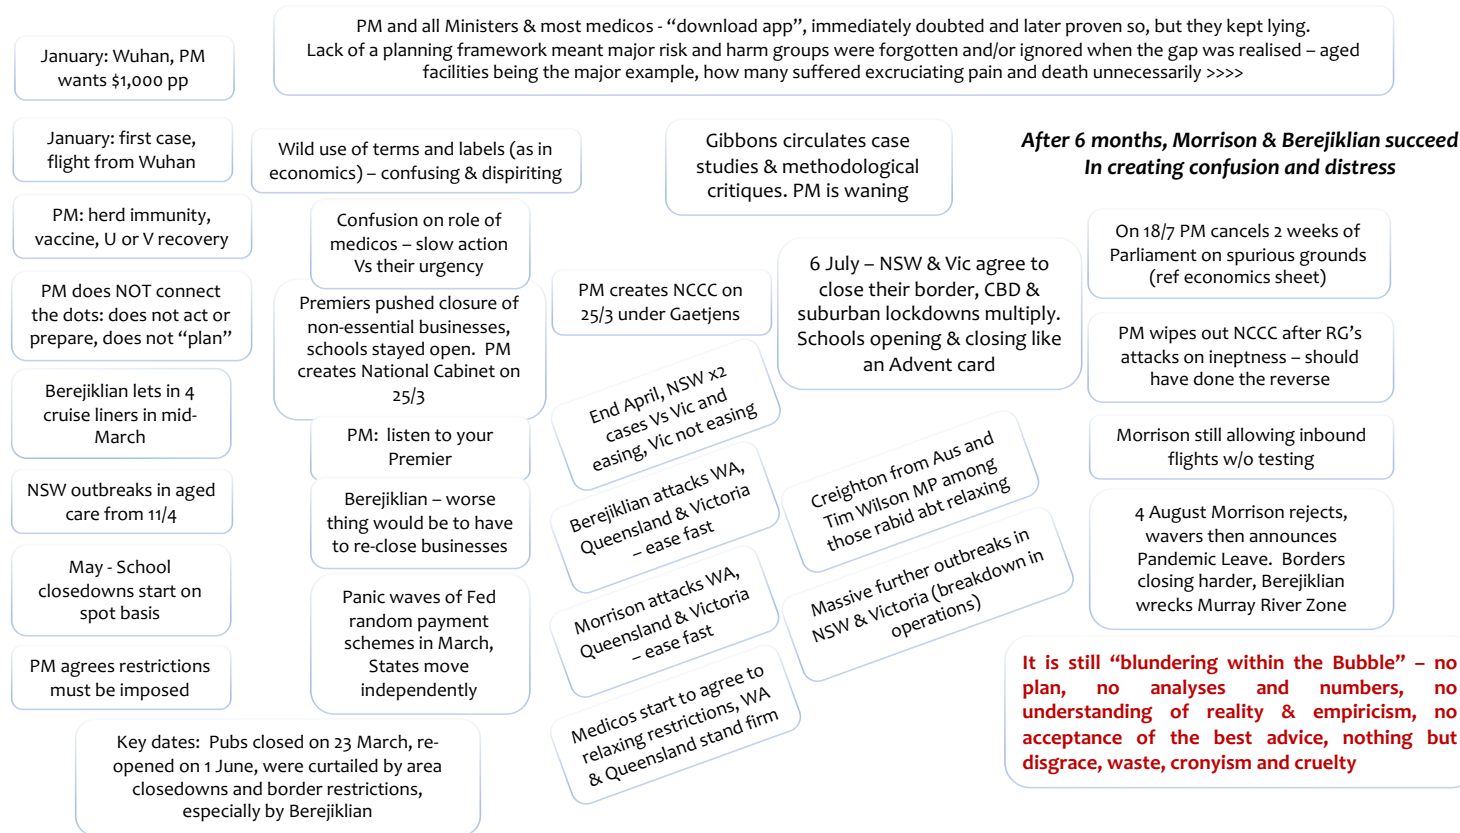 PM and all Ministers & most medicos - “download app”, immediately doubted and later proven so, but they kept lying.
Lack of a planning framework meant major risk and harm groups were forgotten and/or ignored when the gap was realised – aged
facilities being the major example, how many suffered excruciating pain and death unnecessarily >>>>
January: Wuhan, PM
wants $1,000 pp
January: first case,
flight from Wuhan
PM: herd immunity,
vaccine, U or V recovery
PM does NOT connect
the dots: does not act or
prepare, does not “plan”
Berejiklian lets in 4
cruise liners in mid-
March
NSW outbreaks in aged
care from 11/4
May - School
closedowns start on
spot basis
PM agrees restrictions
must be imposed
Key dates: Pubs closed on 23 March, re-
opened on 1 June, were curtailed by area
closedowns and border restrictions,
especially by Berejiklian
Wild use of terms and labels (as in
economics) – confusing & dispiriting
Confusion on role of
medicos – slow action
Vs their urgency
Premiers pushed closure of
non-essential businesses,
schools stayed open. PM
creates National Cabinet on
25/3
PM: listen to your
Premier
Berejiklian – worse
thing would be to have
to re-close businesses
Panic waves of Fed
random payment
schemes in March,
States move
independently
PM creates NCCC on
25/3 under Gaetjens
End April, NSW x2
cases Vs Vic and
easing, Vic not easing
Berejiklian attacks WA,
Queensland & Victoria
– ease fast
Morrison attacks WA,
Queensland & Victoria
– ease fast
Medicos start to agree to
relaxing restrictions, WA
& Queensland stand firm
Gibbons circulates case
studies & methodological
critiques. PM is waning
6 July – NSW & Vic agree to
close their border, CBD &
suburban lockdowns multiply.
Schools opening & closing like
an Advent card
Creighton from Aus and
Tim Wilson MP among
those rabid abt relaxing
Massive further outbreaks in
NSW & Victoria (breakdown in
operations)
After 6 months, Morrison & Berejiklian succeed
In creating confusion and distress
On 18/7 PM cancels 2 weeks of
Parliament on spurious grounds
(ref economics sheet)
PM wipes out NCCC after RG’s
attacks on ineptness – should
have done the reverse
Morrison still allowing inbound
flights w/o testing
4 August Morrison rejects,
wavers then announces
Pandemic Leave. Borders
closing harder, Berejiklian
wrecks Murray River Zone
It is still “blundering within the Bubble” – no
plan, no analyses and numbers, no
understanding of reality & empiricism, no
acceptance of the best advice, nothing but
disgrace, waste, cronyism and cruelty